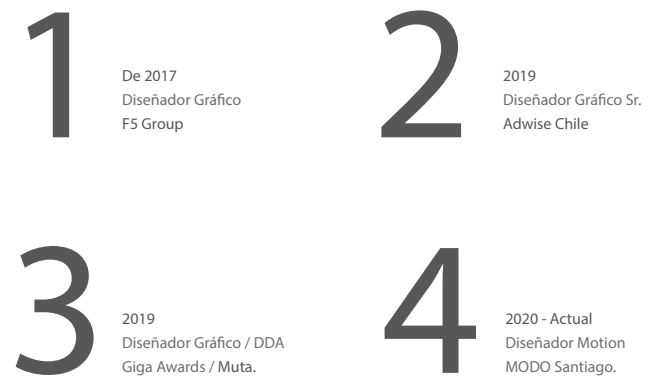 1
De 2017
Diseñador Gráfico
F5 Group
2
2019
Diseñador Gráfico Sr.
Adwise Chile
3
2019
Diseñador Gráfico / DDA
Giga Awards / Muta.
4
2020 - Actual
Diseñador Motion
MODO Santiago.